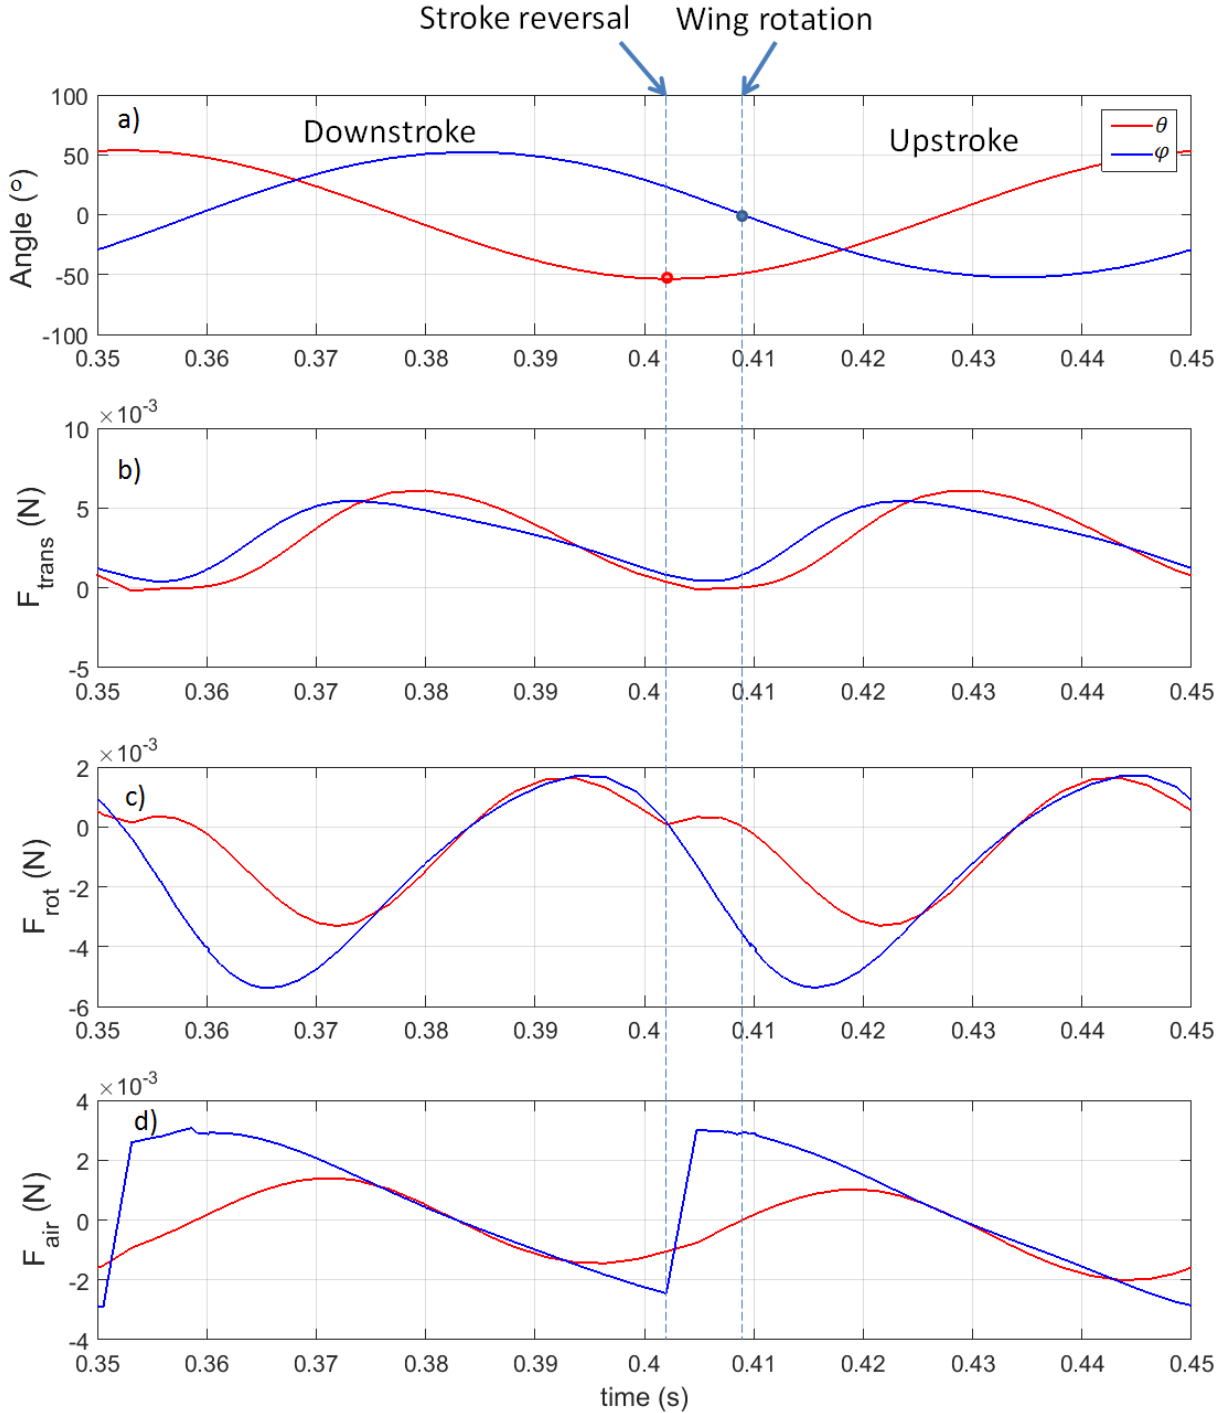 Stroke reversal Wing rotation
a)
Downstroke
Upstroke
θ
φ
100
50
0
-50
-100
Angle (o)
0.35 0.36 0.37 0.38 0.39 0.4 0.41 0.42 0.43 0.44 0.45
×10-3
b)
10
5
0
-5
Ftrans (N)
0.35 0.36 0.37 0.38 0.39 0.4 0.41 0.42 0.43 0.44 0.45
×10-3
c)
2
0
-2
-4
-6
Frot (N)
0.35 0.36 0.37 0.38 0.39 0.4 0.41 0.42 0.43 0.44 0.45
×10-3
d)
4
2
0
-2
-4
Fair (N)
0.35 0.36 0.37 0.38 0.39 0.4 0.41 0.42 0.43 0.44 0.45
time (s)